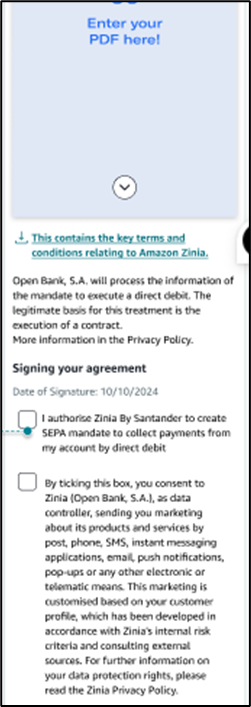 Enter your
PDF here!
This contains the key terms and
conditions relating to Amazon Zinia.
Open Bank, S.A. will process the information of
the mandate to execute a direct debit. The
legitimate basis for this treatment is the
execution of a contract.
More information in the Privacy Policy.
Signing your agreement
Date of Signature: 10/10/2024
I authorise Zinia By Santander to create
SEPA mandate to collect payments from
my account by direct debit
By ticking this box, you consent to
Zinia (Open Bank, S.A.), as data
controller, sending you marketing
about its products and services by
post, phone, SMS, instant messaging
applications, email, push notifications,
pop-ups or any other electronic or
telematic means. This marketing is
customised based on your customer
profile, which has been developed in
accordance with Zinia's internal risk
criteria and consulting external
sources. For further information on
your data protection rights, please
read the Zinia Privacy Policy.